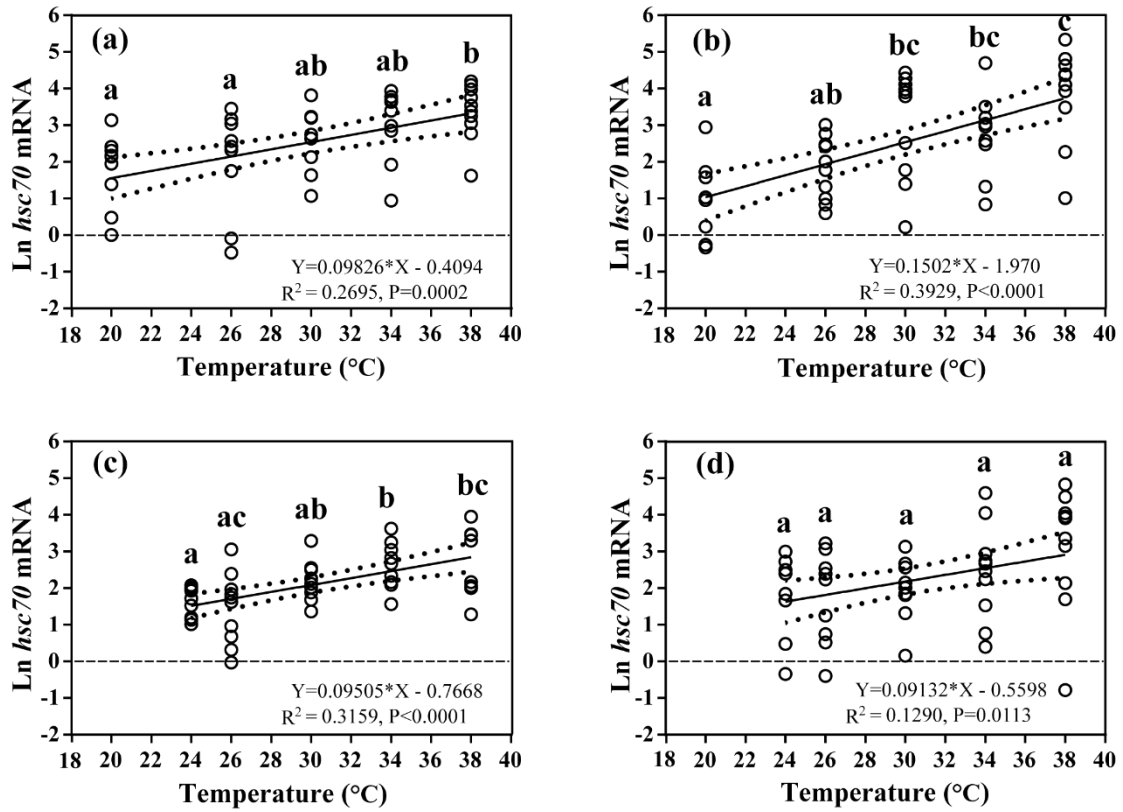 (a)
a
a
ab
ab
b
6
5
4
3
2
1
0
-1
-2
Ln hsc70 mRNA
Y=0.09826*X - 0.4094
R² = 0.2695, P=0.0002
18 20 22 24 26 28 30 32 34 36 38 40
Temperature (°C)
(b)
a
ab
bc
bc
c
6
5
4
3
2
1
0
-1
-2
Ln hsc70 mRNA
Y=0.1502*X - 1.970
R² = 0.3929, P<0.0001
18 20 22 24 26 28 30 32 34 36 38 40
Temperature (°C)
(c)
a
ac
ab
b
bc
6
5
4
3
2
1
0
-1
-2
Ln hsc70 mRNA
Y=0.09505*X - 0.7668
R² = 0.3159, P<0.0001
18 20 22 24 26 28 30 32 34 36 38 40
Temperature (°C)
(d)
a
a
a
a
a
6
5
4
3
2
1
0
-1
-2
Ln hsc70 mRNA
Y=0.09132*X - 0.5598
R² = 0.1290, P=0.0113
18 20 22 24 26 28 30 32 34 36 38 40
Temperature (°C)